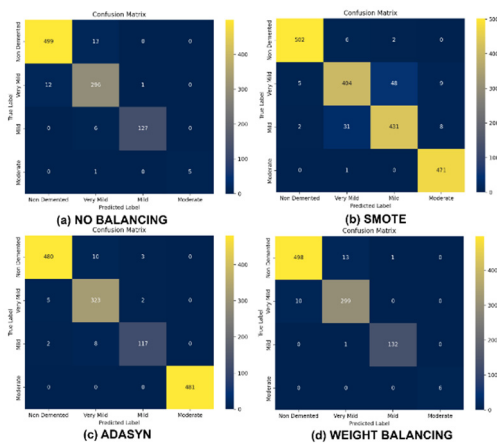 Confusion Matrix
Non Demented 499 13 0 0
Very Mild 12 296 1 0
Mild 0 6 127 0
Moderate 0 1 0 5
True Label
Non Demented Very Mild Mild Moderate
Predicted Label
400
300
200
100
0
(a) NO BALANCING
Confusion Matrix
Non Demented 502 6 2 0
Very Mild 5 404 48 0
Mild 2 31 431 8
Moderate 0 1 0 471
True Label
Non Demented Very Mild Mild Moderate
Predicted Label
500
400
300
200
100
0
(b) SMOTE
Confusion Matrix
Non Demented 480 10 3 0
Very Mild 5 323 2 0
Mild 2 8 117 0
Moderate 0 0 0 481
True Label
Non Demented Very Mild Mild Moderate
Predicted Label
400
300
200
100
0
(c) ADASYN
Confusion Matrix
Non Demented 498 13 1 0
Very Mild 10 299 0 0
Mild 0 1 132 0
Moderate 0 0 0 6
True Label
Non Demented Very Mild Mild Moderate
Predicted Label
400
300
200
100
0
(d) WEIGHT BALANCING